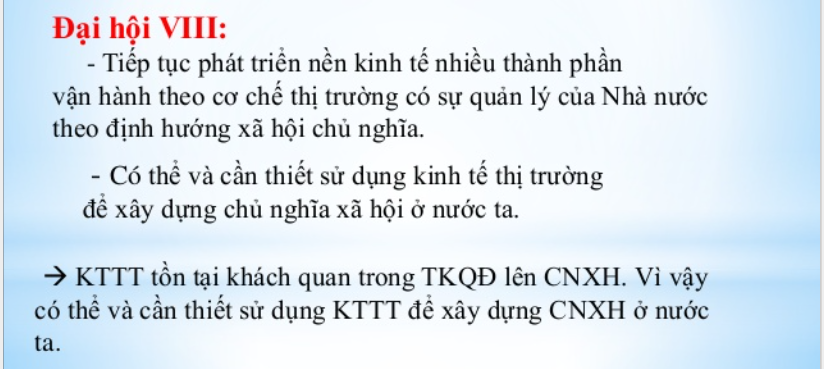 Đại hội VIII:
- Tiếp tục phát triển nền kinh tế nhiều thành phần
vận hành theo cơ chế thị trường có sự quản lý của Nhà nước
theo định hướng xã hội chủ nghĩa.
- Có thể và cần thiết sử dụng kinh tế thị trường
để xây dựng chủ nghĩa xã hội ở nước ta.
→ KTTT tồn tại khách quan trong TKQĐ lên CNXH. Vì vậy
có thể và cần thiết sử dụng KTTT để xây dựng CNXH ở nước
ta.